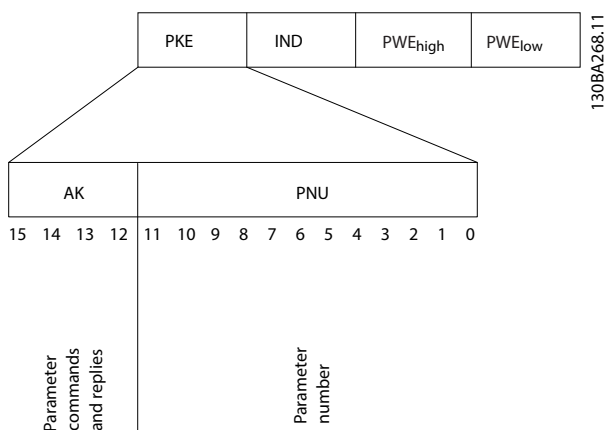 PKE IND PWEhigh PWElow
130BA268.11
AK PNU
15 14 13 12 11 10 9 8 7 6 5 4 3 2 1 0
Parameter
commands
and replies
Parameter
number